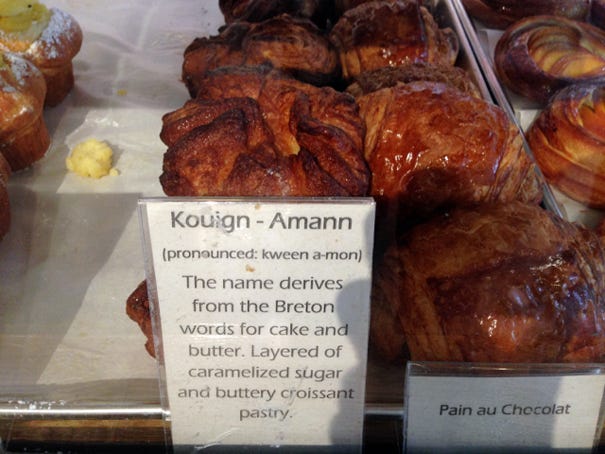 Kouign - Amann
(pronounced: kween a-mon)
The name derives
from the Breton
words for cake and
butter. Layered of
caramelized sugar
and buttery croissant
pastry.
Pain au Chocolat